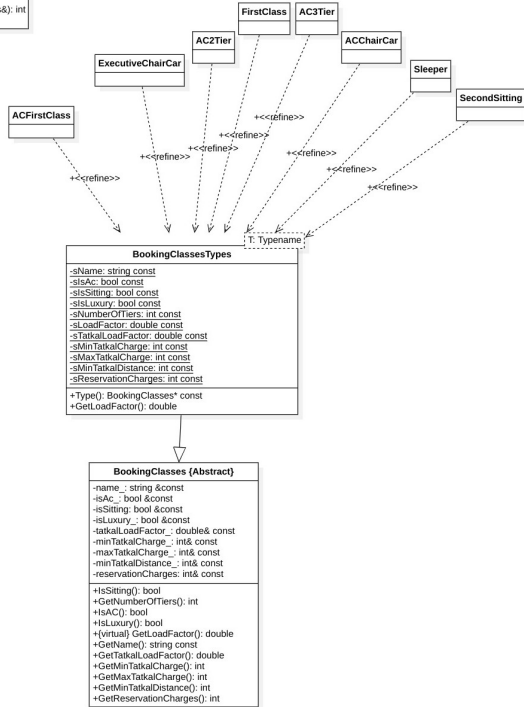 s&): int
FirstClass
AC3Tier
AC2Tier
ACChairCar
ExecutiveChairCar
Sleeper
SecondSitting
ACFirstClass
+<<refine>>
+<<refine>>
+<<refine>>
+<<refine>>
+<<refine>>
+<<refine>>
+<<refine>>
+<<refine>>
T: Typename
BookingClassesTypes
-sName: string const
-sIsAc: bool const
-sIsSitting: bool const
-sIsLuxury: bool const
-sNumberOfTiers: int const
-sLoadFactor: double const
-sTatkalLoadFactor: double const
-sMinTatkalCharge: int const
-sMaxTatkalCharge: int const
-sMinTatkalDistance: int const
-sReservationCharges: int const
+Type(): BookingClasses* const
+GetLoadFactor(): double
BookingClasses {Abstract}
-name_: string &const
-isAc_: bool &const
-isSitting: bool &const
-isLuxury_: bool &const
-tatkalLoadFactor_: double& const
-minTatkalCharge_: int& const
-maxTatkalCharge_: int& const
-minTatkalDistance_: int& const
-reservationCharges: int& const
+IsSitting(): bool
+GetNumberOfTiers(): int
+IsAC(): bool
+IsLuxury(): bool
+{virtual} GetLoadFactor(): double
+GetName(): string const
+GetTatkalLoadFactor(): double
+GetMinTatkalCharge(): int
+GetMaxTatkalCharge(): int
+GetMinTatkalDistance(): int
+GetReservationCharges(): int